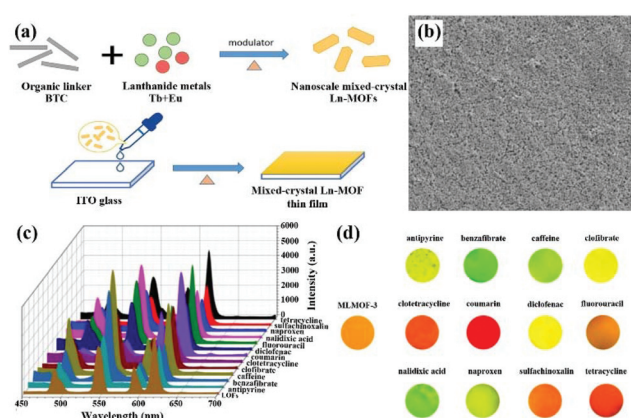 (a)
modulator
Organic linker
BTC
Lanthanide metals
Tb+Eu
Nanoscale mixed-crystal
Ln-MOFs
ITO glass
Mixed-crystal Ln-MOF
thin film
(b)
(c)
6000
5000
4000
3000
2000
1000
0
Intensity (a.u.)
tetracycline
sulfachinoxalin
naproxen
nalidixic acid
fluorouracil
diclofenac
coumarin
clotetracycline
clofibrate
caffeine
benzafibrate
antipyrine
LOFs
450 500 550 600 650 700
Wavelength (nm)
(d)
antipyrine benzafibrate caffeine clofibrate
MLMOF-3 clotetracycline coumarin diclofenac fluorouracil
nalidixic acid naproxen sulfachinoxalin tetracycline